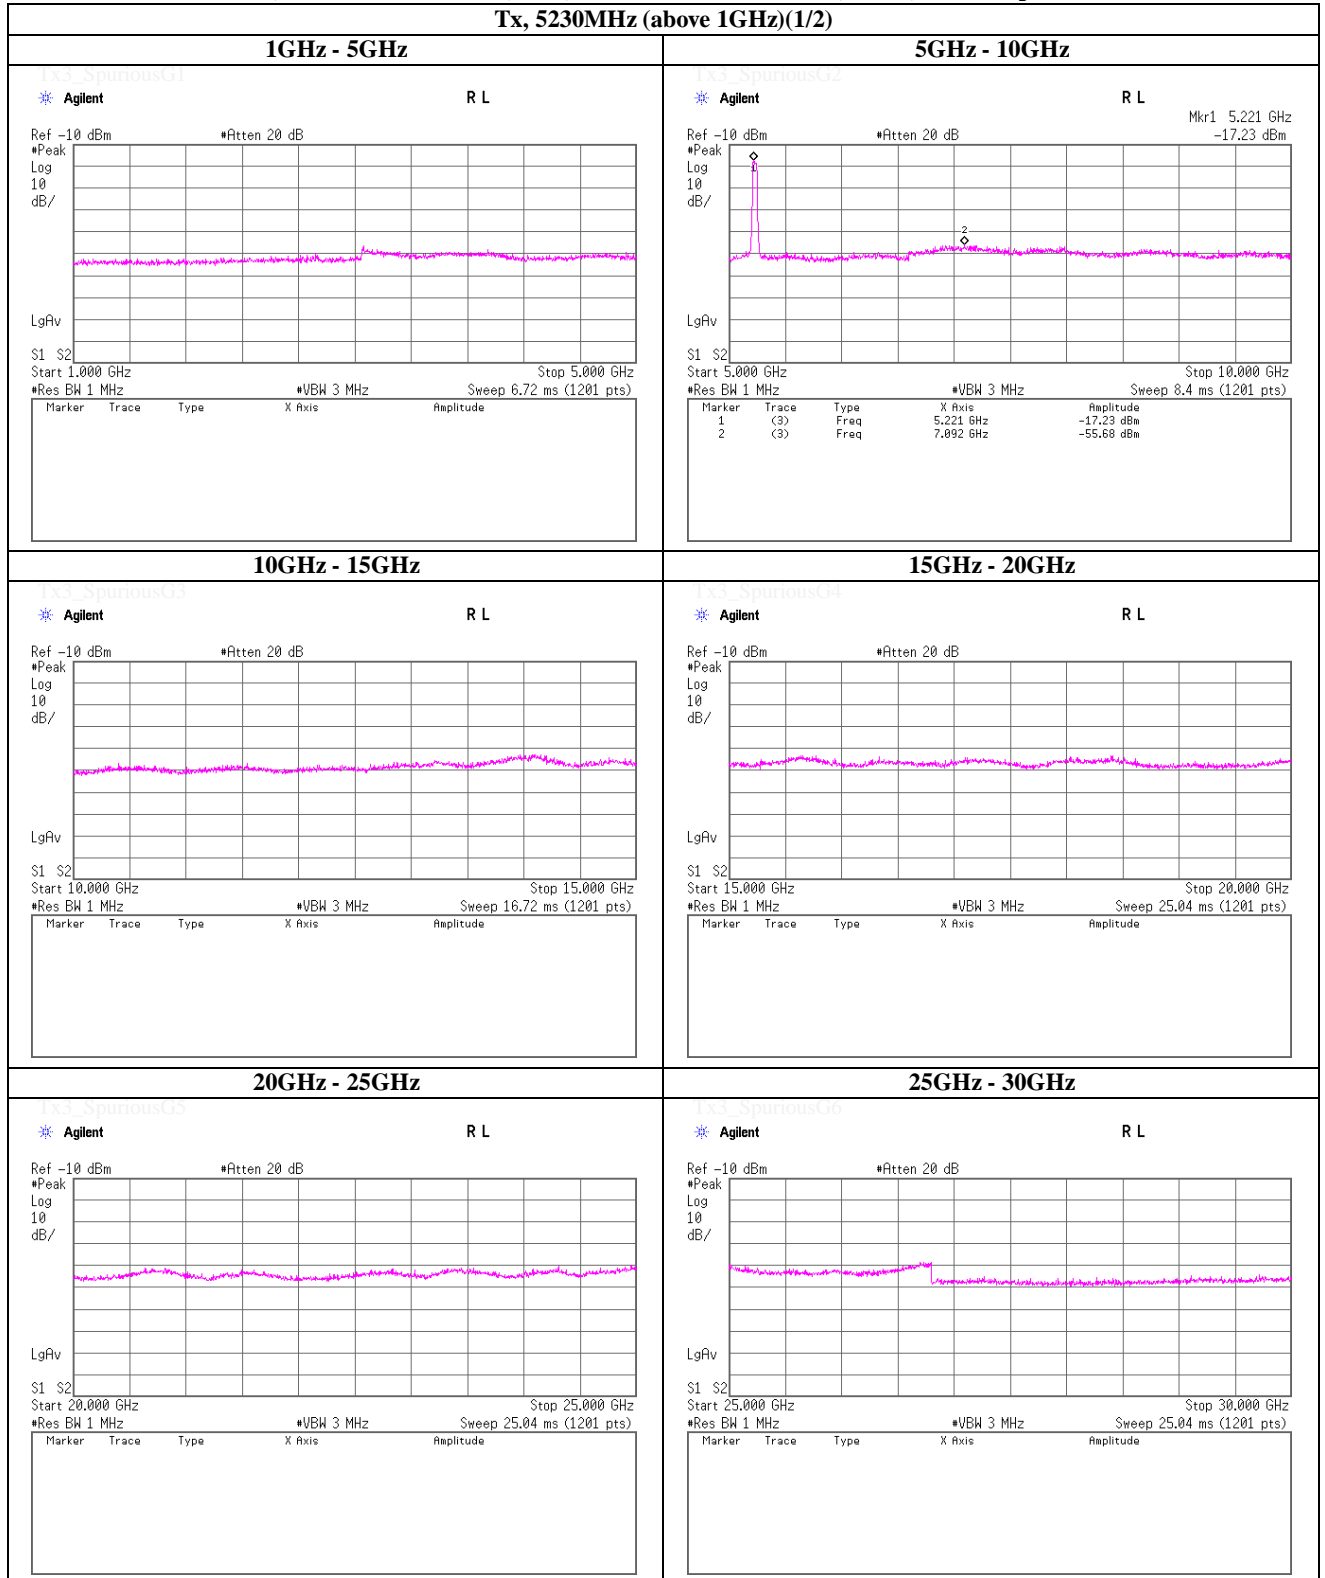 Tx, 5230MHz (above 1GHz)(1/2)
1GHz - 5GHz
Tx3_SpuriousG1
Agilent R L
Ref -10 dBm #Atten 20 dB
#Peak
Log
10
dB/
LgAv
S1 S2
Start 1.000 GHz Stop 5.000 GHz
#Res BW 1 MHz #VBW 3 MHz Sweep 6.72 ms (1201 pts)
Marker Trace Type X Axis Amplitude
5GHz - 10GHz
Tx3_SpuriousG2
Agilent R L
Mkr1 5.221 GHz
Ref -10 dBm #Atten 20 dB -17.23 dBm
#Peak
Log
10
dB/
1
2
LgAv
S1 S2
Start 5.000 GHz Stop 10.000 GHz
#Res BW 1 MHz #VBW 3 MHz Sweep 8.4 ms (1201 pts)
Marker Trace Type X Axis Amplitude
1 (3) Freq 5.221 GHz -17.23 dBm
2 (3) Freq 7.092 GHz -55.68 dBm
10GHz - 15GHz
Tx3_SpuriousG3
Agilent R L
Ref -10 dBm #Atten 20 dB
#Peak
Log
10
dB/
LgAv
S1 S2
Start 10.000 GHz Stop 15.000 GHz
#Res BW 1 MHz #VBW 3 MHz Sweep 16.72 ms (1201 pts)
Marker Trace Type X Axis Amplitude
15GHz - 20GHz
Tx3_SpuriousG4
Agilent R L
Ref -10 dBm #Atten 20 dB
#Peak
Log
10
dB/
LgAv
S1 S2
Start 15.000 GHz Stop 20.000 GHz
#Res BW 1 MHz #VBW 3 MHz Sweep 25.04 ms (1201 pts)
Marker Trace Type X Axis Amplitude
20GHz - 25GHz
Tx3_SpuriousG5
Agilent R L
Ref -10 dBm #Atten 20 dB
#Peak
Log
10
dB/
LgAv
S1 S2
Start 20.000 GHz Stop 25.000 GHz
#Res BW 1 MHz #VBW 3 MHz Sweep 25.04 ms (1201 pts)
Marker Trace Type X Axis Amplitude
25GHz - 30GHz
Tx3_SpuriousG6
Agilent R L
Ref -10 dBm #Atten 20 dB
#Peak
Log
10
dB/
LgAv
S1 S2
Start 25.000 GHz Stop 30.000 GHz
#Res BW 1 MHz #VBW 3 MHz Sweep 25.04 ms (1201 pts)
Marker Trace Type X Axis Amplitude